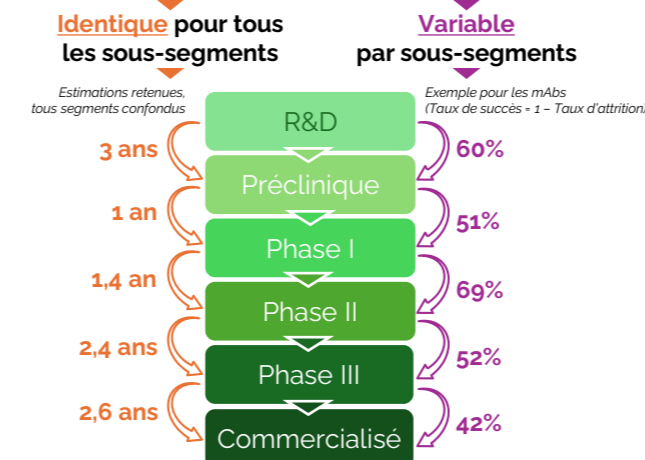 Identique pour tous
les sous-segments
Variable
par sous-segments
Estimations retenues,
tous segments confondus
Exemple pour les mAbs
(Taux de succès = 1 – Taux d'attrition)
R&D
3 ans
60%
Préclinique
1 an
51%
Phase I
1,4 an
69%
Phase II
2,4 ans
52%
Phase III
2,6 ans
42%
Commercialisé